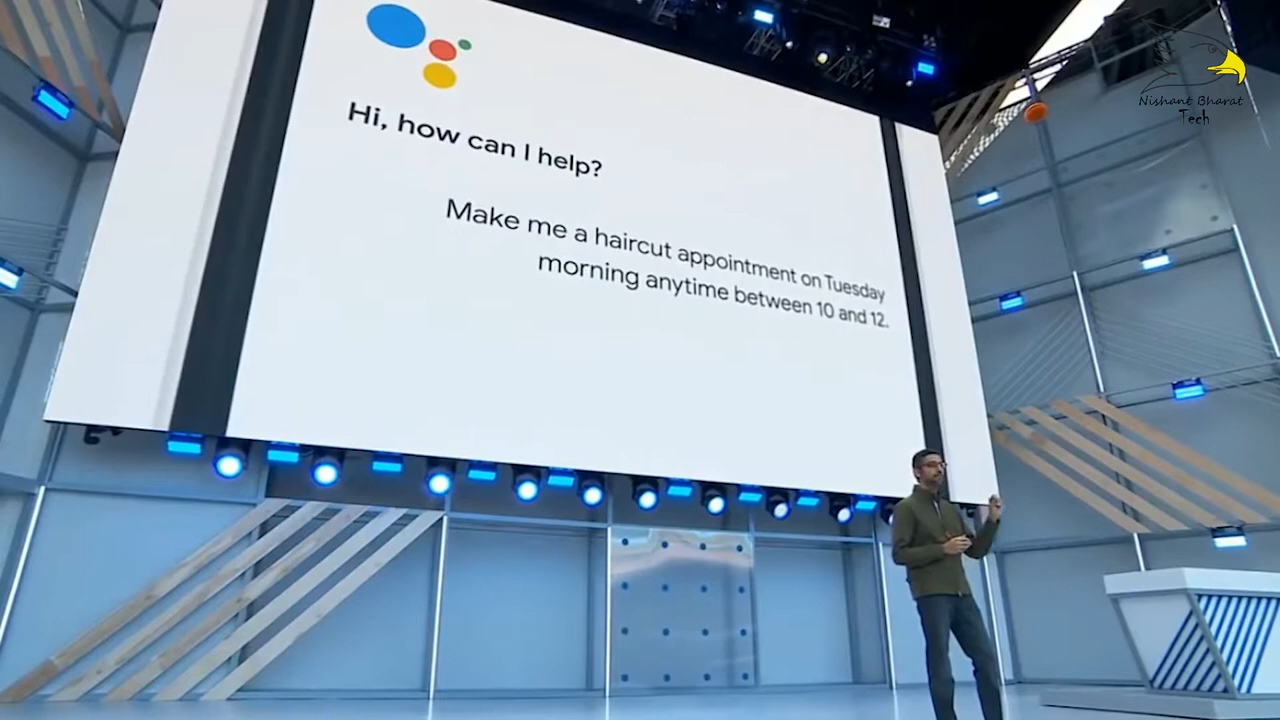 Hi, how can I help?
Make me a haircut appointment on Tuesday
morning anytime between 10 and 12.
Nishant Bharat
Tech